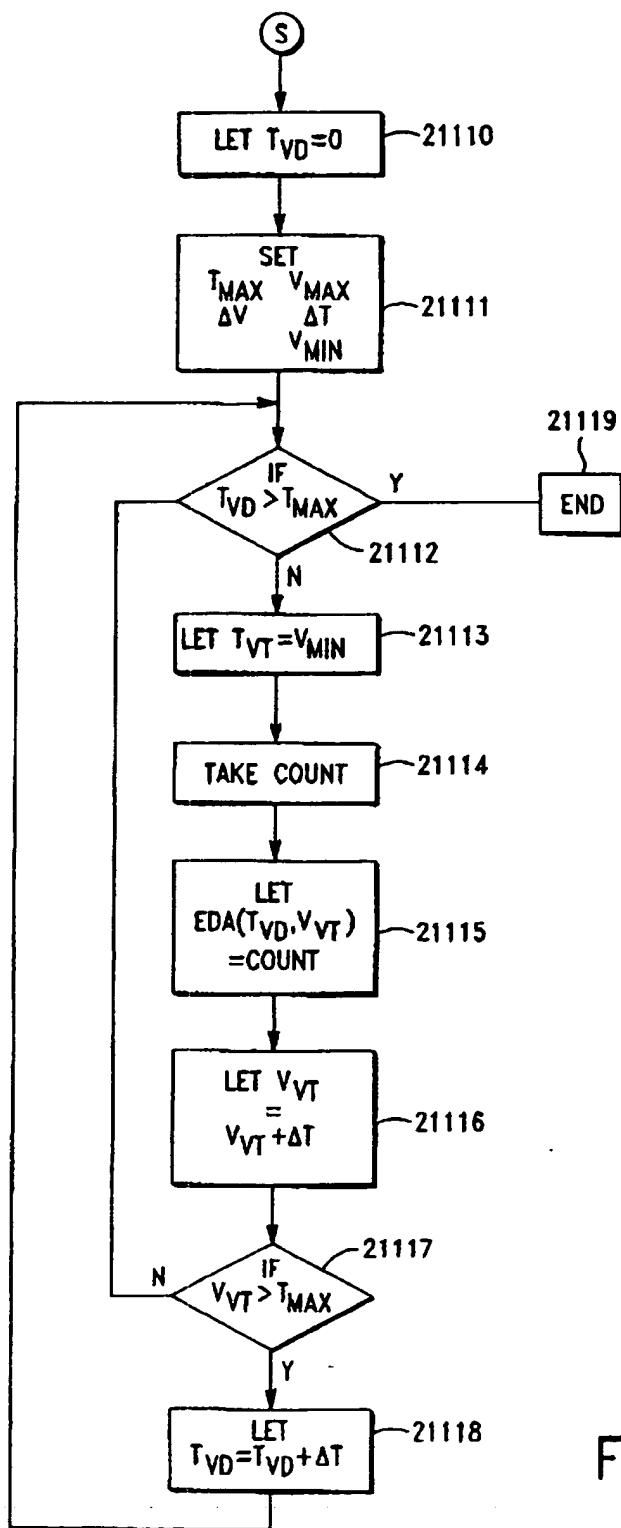 S
LET T_VD=0
21110
SET
T_MAX V_MAX
ΔV ΔT
V_MIN
21111
21119
IF
T_VD > T_MAX
Y
END
21112
N
LET T_VT=V_MIN
21113
TAKE COUNT
21114
LET
EDA(T_VD,V_VT)
=COUNT
21115
LET V_VT
=
V_VT+ΔT
21116
21117
N
IF
V_VT > T_MAX
Y
LET
T_VD=T_VD+ΔT
21118
F